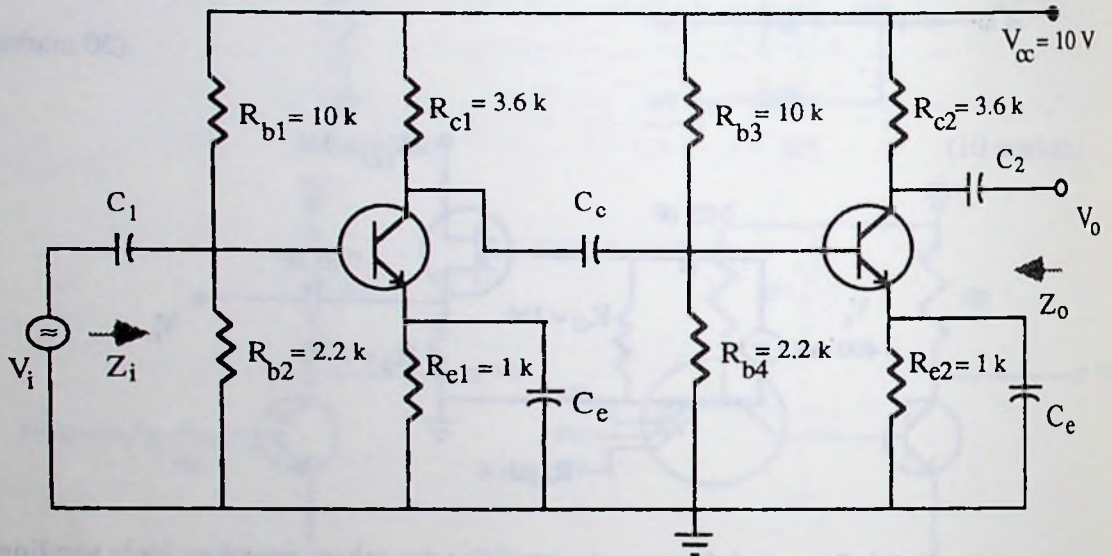 V_cc = 10 V
R_b1 = 10 k
R_c1 = 3.6 k
R_b3 = 10 k
R_c2 = 3.6 k
C_1
C_c
C_2
V_o
V_i
Z_i
Z_o
R_b2 = 2.2 k
R_e1 = 1 k
C_e
R_b4 = 2.2 k
R_e2 = 1 k
C_e